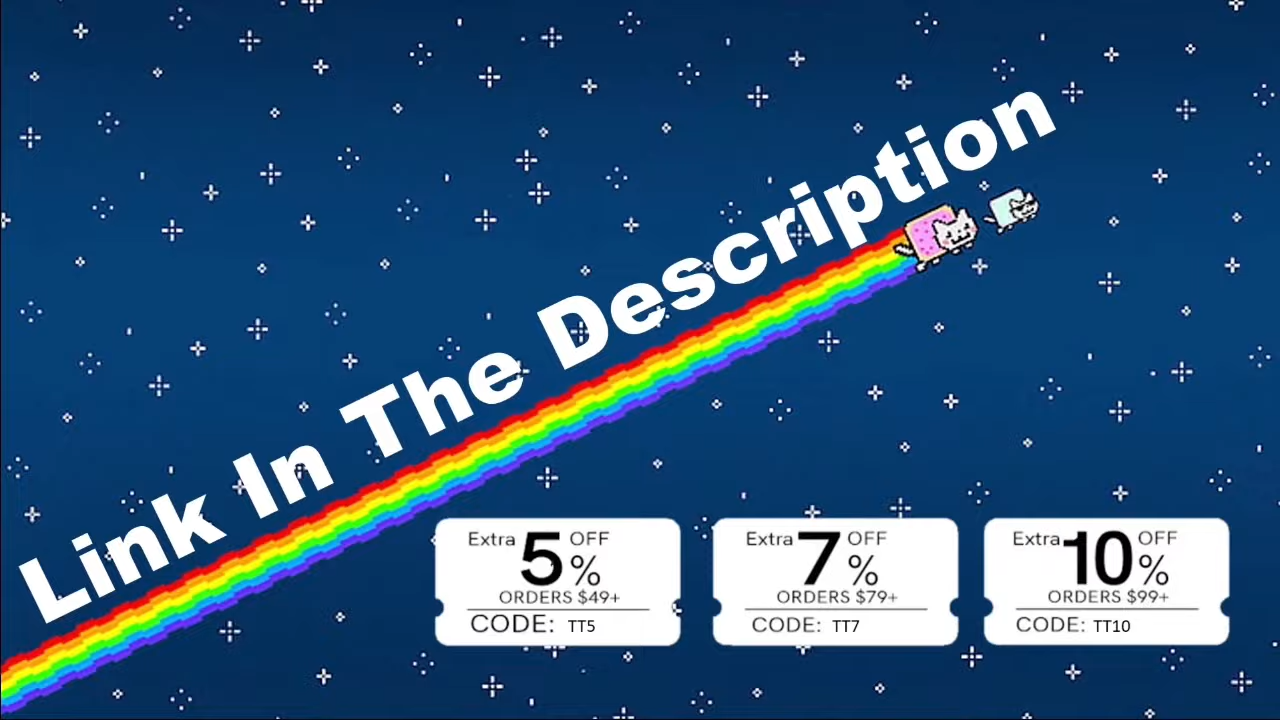 Link In The Description
Extra 5% OFF
ORDERS $49+
CODE: TT5
Extra 7% OFF
ORDERS $79+
CODE: TT7
Extra 10% OFF
ORDERS $99+
CODE: TT10